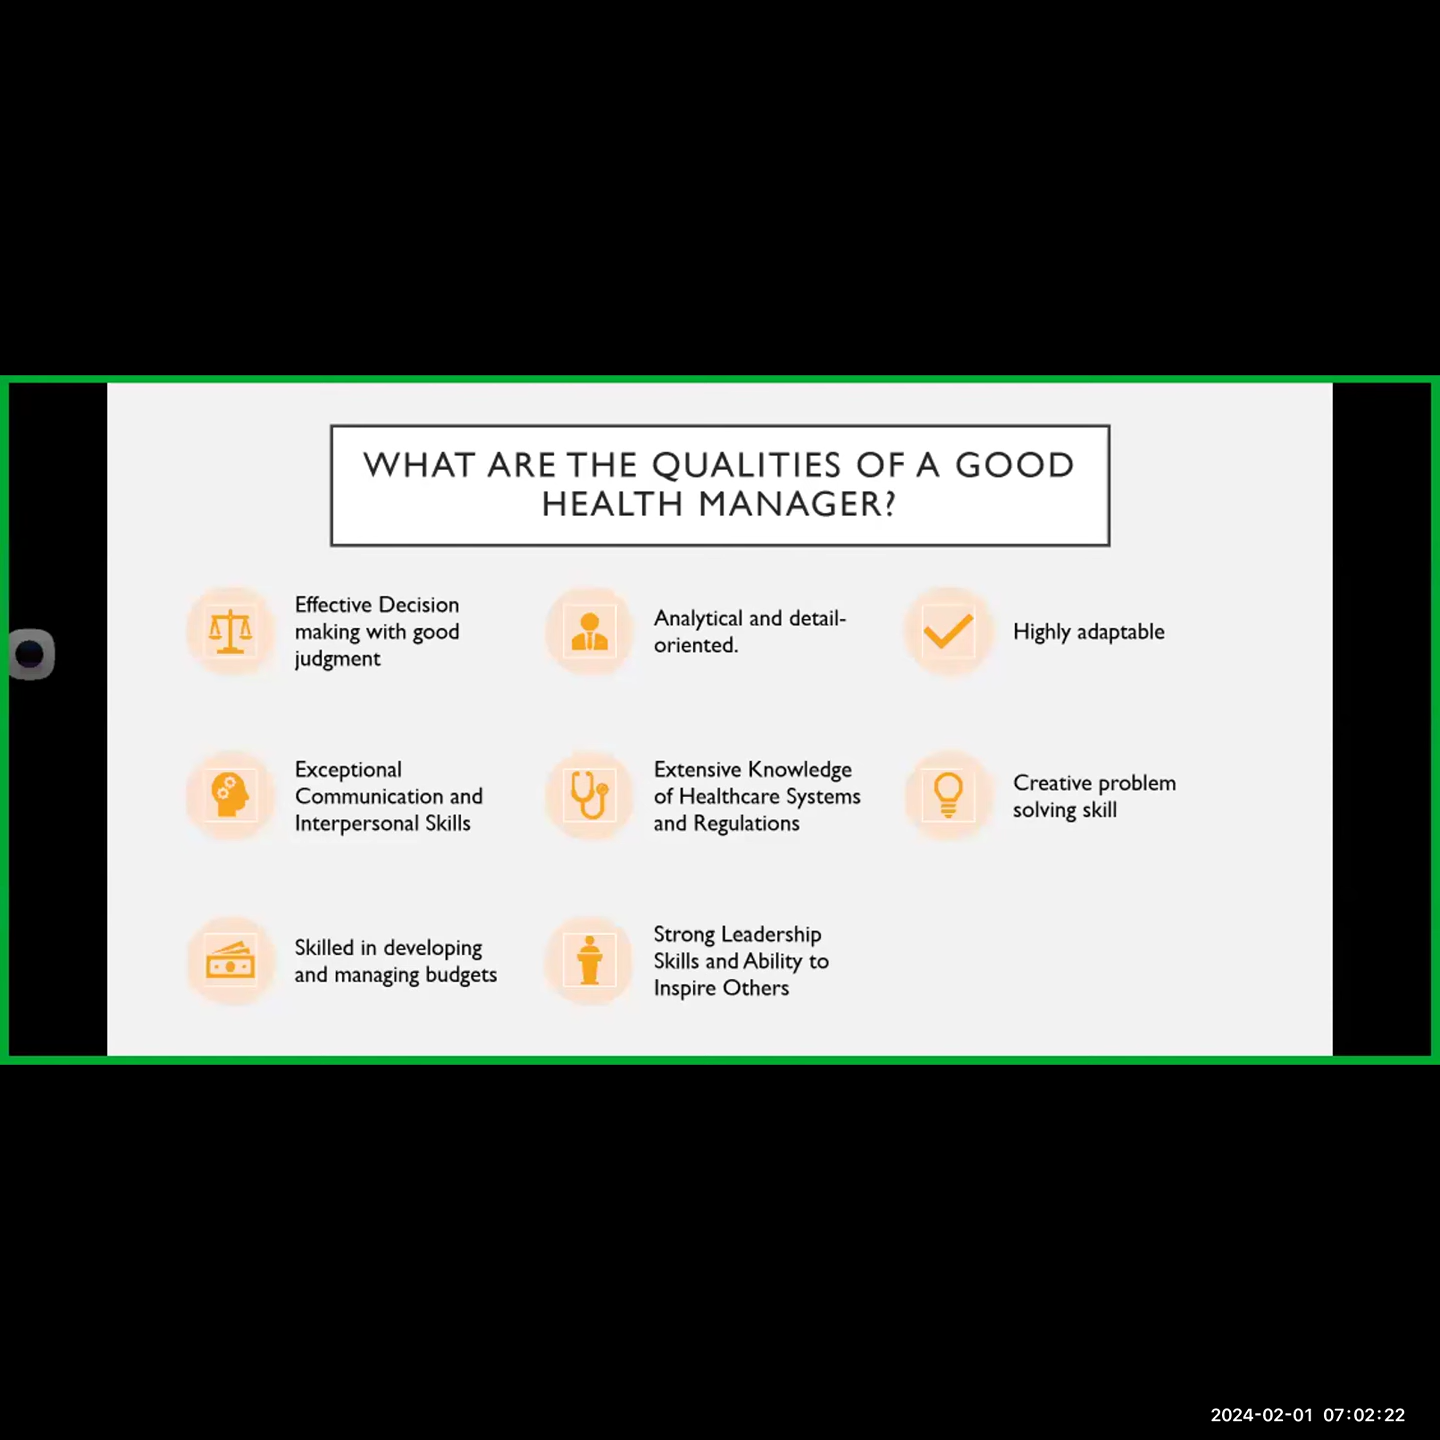 WHAT ARE THE QUALITIES OF A GOOD
HEALTH MANAGER?
Effective Decision
making with good
judgment
Analytical and detail-
oriented.
Highly adaptable
Exceptional
Communication and
Interpersonal Skills
Extensive Knowledge
of Healthcare Systems
and Regulations
Creative problem
solving skill
Skilled in developing
and managing budgets
Strong Leadership
Skills and Ability to
Inspire Others
2024-02-01 07:02:22